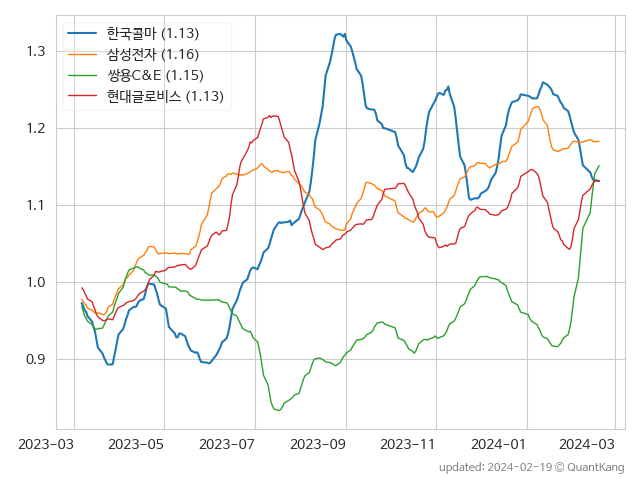 한국콜마 (1.13)
삼성전자 (1.16)
쌍용C&E (1.15)
현대글로비스 (1.13)
1.3
1.2
1.1
1.0
0.9
2023-03 2023-05 2023-07 2023-09 2023-11 2024-01 2024-03
updated: 2024-02-19 © QuantKang